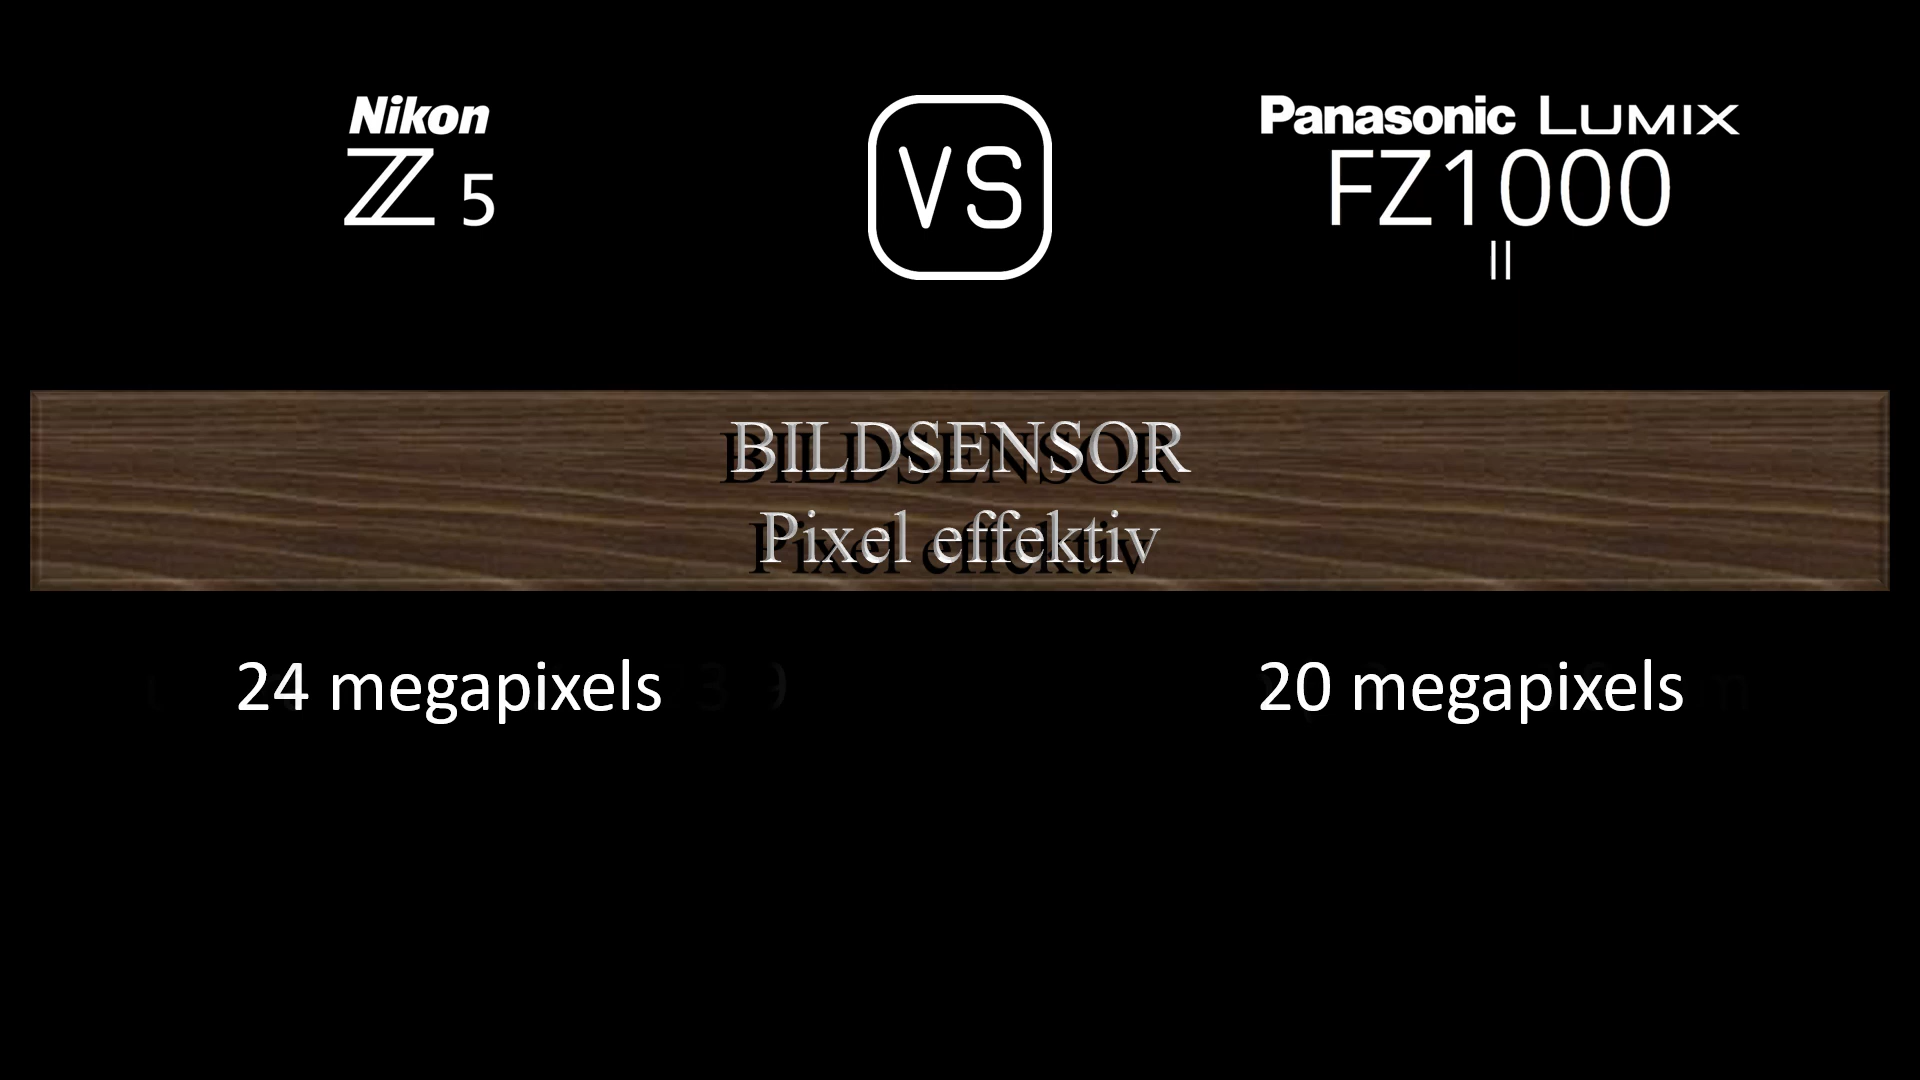 Nikon
Z 5
VS
Panasonic LUMIX
FZ1000
II
BILDSENSOR
Pixel effektiv
24 megapixels
20 megapixels